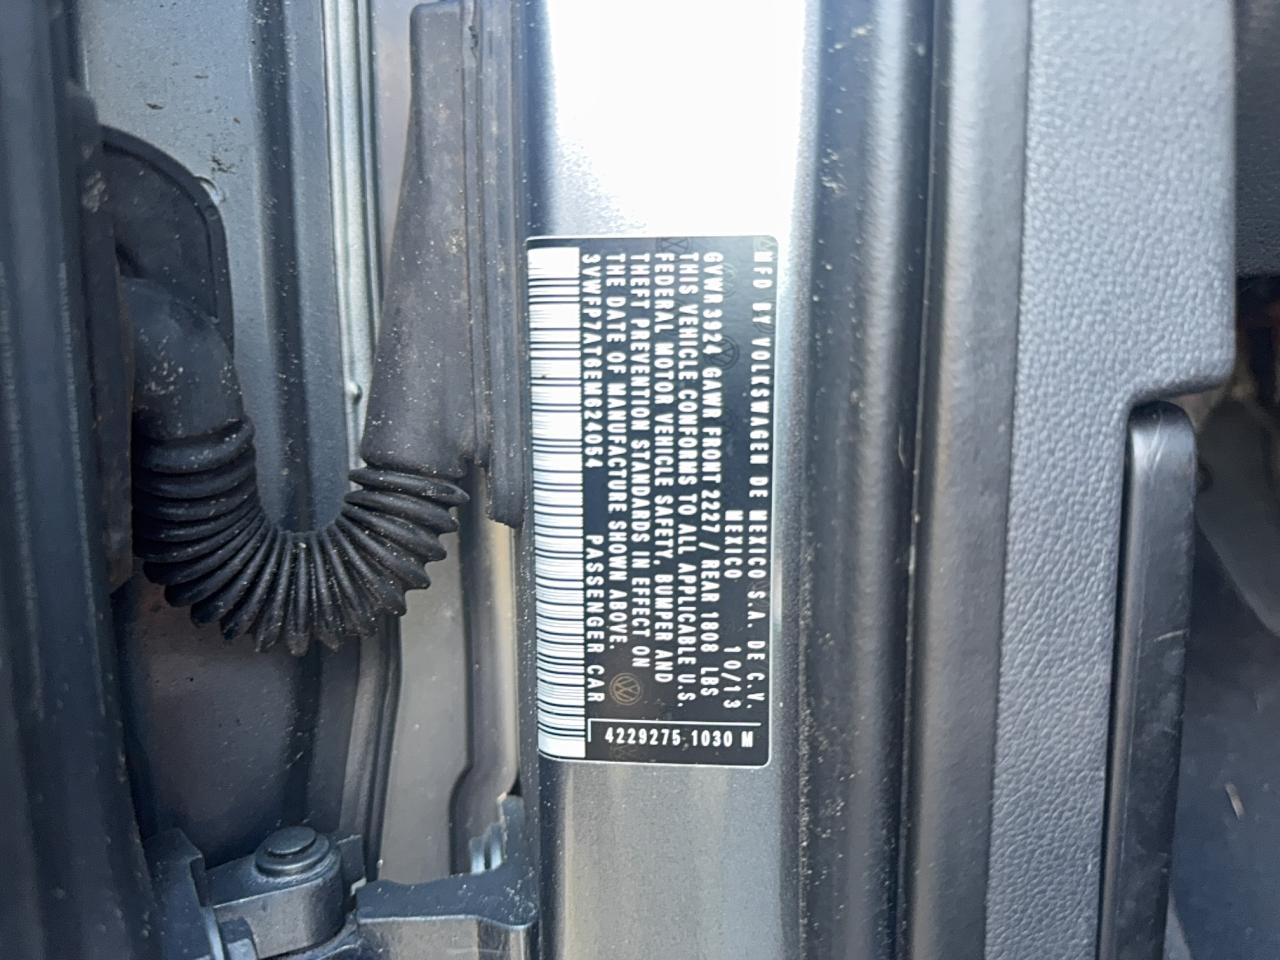 MFD BY VOLKSWAGEN DE MEXICO S.A. DE C.V.
MEXICO 10/13
GVWR 3924 GAWR FRONT 2227 / REAR 1808 LBS
THIS VEHICLE CONFORMS TO ALL APPLICABLE U.S.
FEDERAL MOTOR VEHICLE SAFETY, BUMPER AND
THEFT PREVENTION STANDARDS IN EFFECT ON
THE DATE OF MANUFACTURE SHOWN ABOVE.
3VWFP7AT6EM624054 PASSENGER CAR
4229275 1030 M